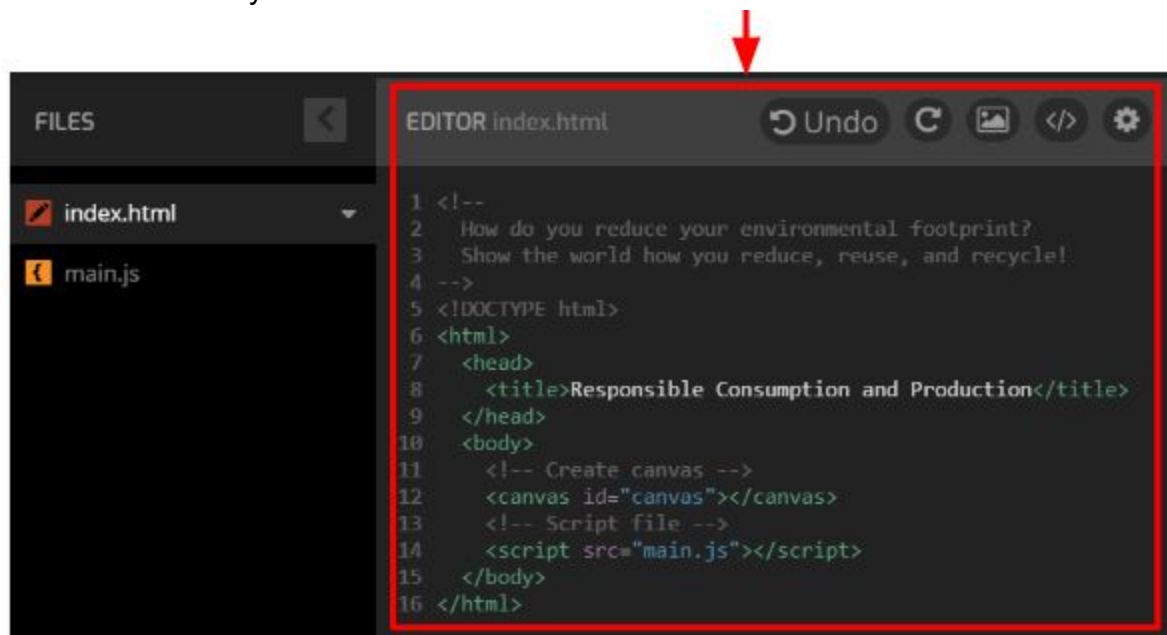 FILES
EDITOR index.html
Undo
index.html
main.js
1 <!--
2   How do you reduce your environmental footprint?
3   Show the world how you reduce, reuse, and recycle!
4 -->
5 <!DOCTYPE html>
6 <html>
7   <head>
8     <title>Responsible Consumption and Production</title>
9   </head>
10   <body>
11     <!-- Create canvas -->
12     <canvas id="canvas"></canvas>
13     <!-- Script file -->
14     <script src="main.js"></script>
15   </body>
16 </html>